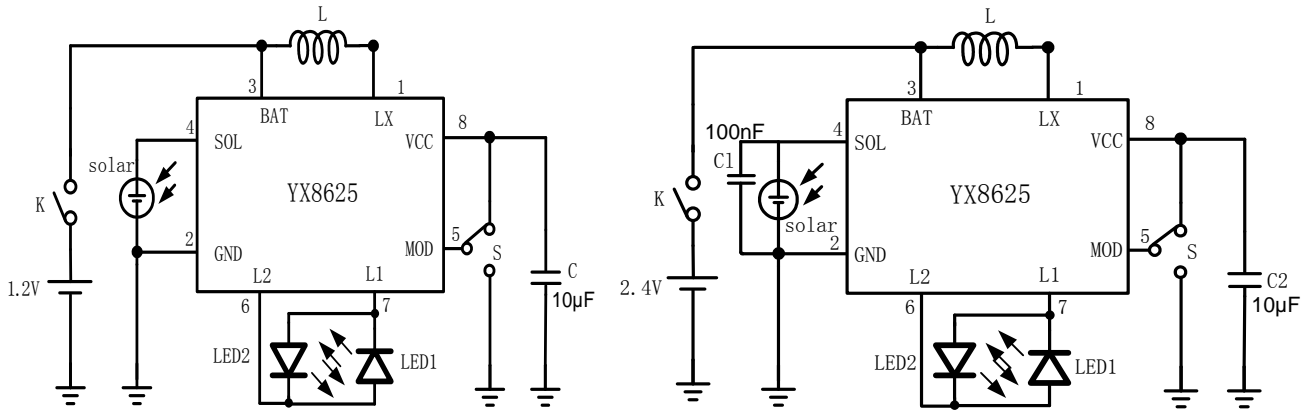 L
3
1
BAT
LX
4
SOL
8
VCC
solar
YX8625
K
2
GND
MOD
5
S
L2
L1
1.2V
6
7
C
10μF
LED2
LED1
L
3
1
BAT
LX
100nF
C1
4
SOL
8
VCC
YX8625
K
solar
2
GND
MOD
5
S
L2
L1
2.4V
6
7
C2
10μF
LED2
LED1